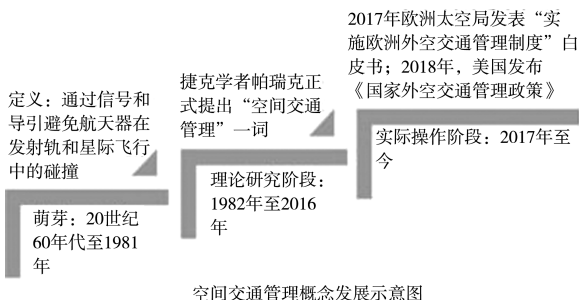 定义：通过信号和
导引避免航天器在
发射轨和星际飞行
中的碰撞
萌芽：20世纪
60年代至1981
年
捷克学者帕瑞克正
式提出“空间交通
管理”一词
理论研究阶段：
1982年至2016
年
2017年欧洲太空局发表“实
施欧洲外空交通管理制度”白
皮书；2018年，美国发布
《国家外空交通管理政策》
实际操作阶段：2017年至
今
空间交通管理概念发展示意图